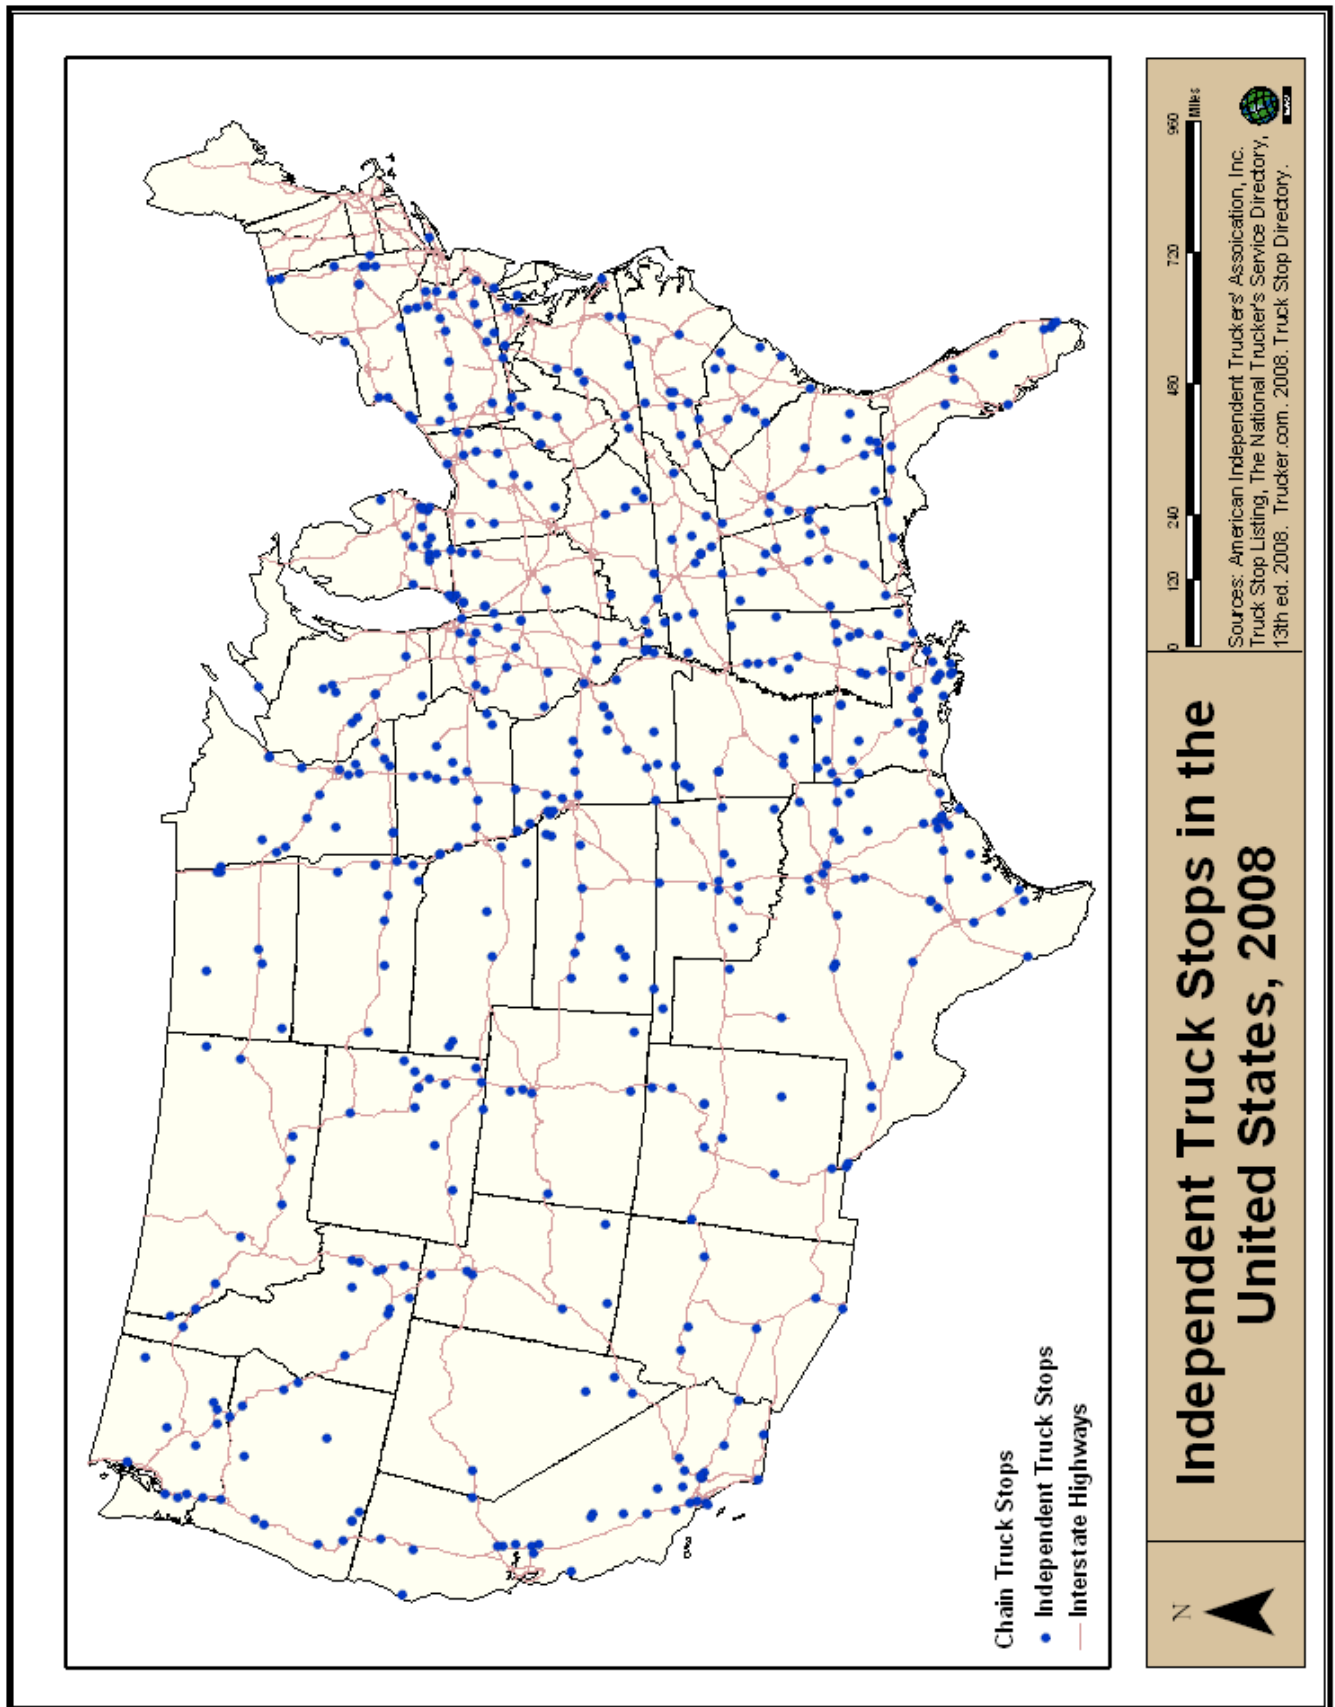 Chain Truck Stops
Independent Truck Stops
Interstate Highways
N
Independent Truck Stops in the
United States, 2008
0 120 240 480 720 960
Miles
Sources: American Independent Truckers' Assoication, Inc.
Truck Stop Listing, The National Trucker's Service Directory,
13th ed. 2008. Trucker.com. 2008. Truck Stop Directory.